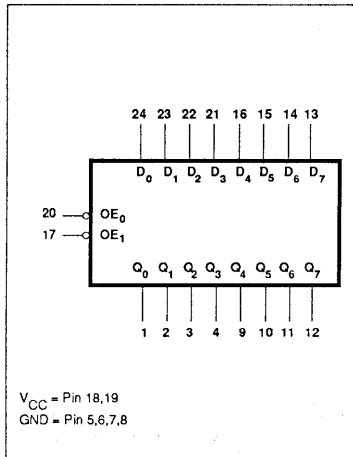 24 23 22 21 16 15 14 13
D0 D1 D2 D3 D4 D5 D6 D7
20 OE0
17 OE1
Q0 Q1 Q2 Q3 Q4 Q5 Q6 Q7
1 2 3 4 9 10 11 12
VCC = Pin 18,19
GND = Pin 5,6,7,8